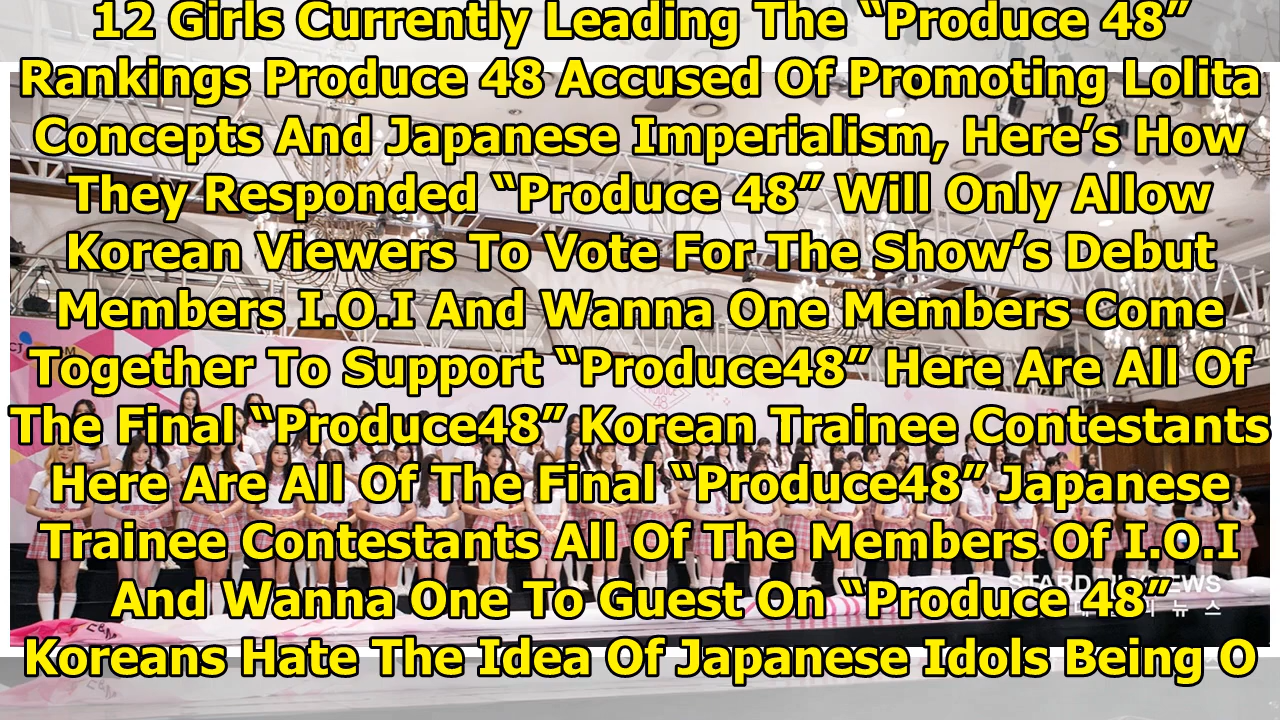 12 Girls Currently Leading The “Produce 48”
Rankings Produce 48 Accused Of Promoting Lolita
Concepts And Japanese Imperialism, Here’s How
They Responded “Produce 48” Will Only Allow
Korean Viewers To Vote For The Show’s Debut
Members I.O.I And Wanna One Members Come
Together To Support “Produce48” Here Are All Of
The Final “Produce48” Korean Trainee Contestants
Here Are All Of The Final “Produce48” Japanese
Trainee Contestants All Of The Members Of I.O.I
And Wanna One To Guest On “Produce 48”
Koreans Hate The Idea Of Japanese Idols Being O